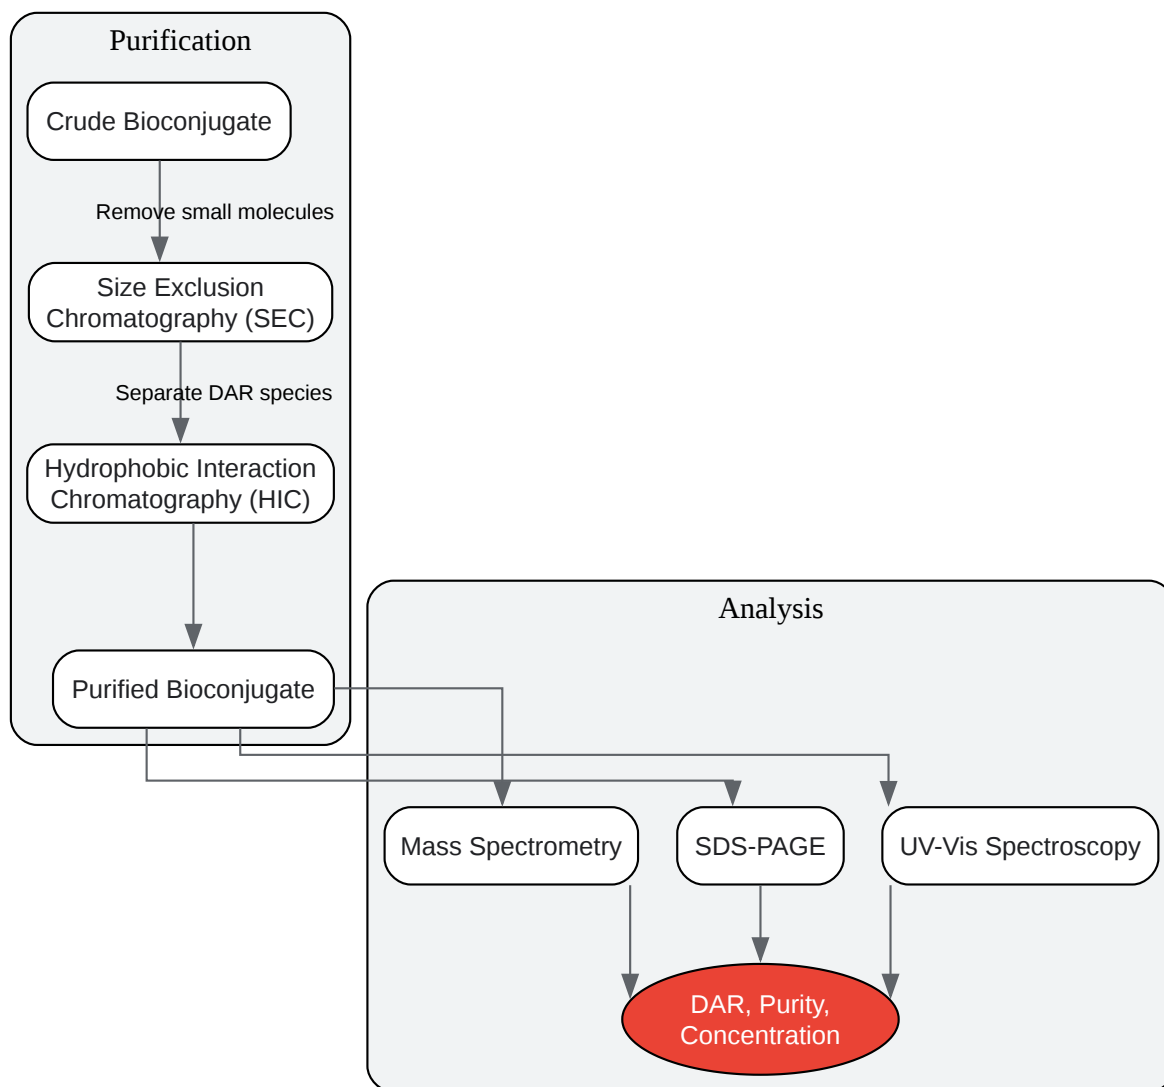 Purification
Crude Bioconjugate
Remove small molecules
Size Exclusion
Chromatography (SEC)
Separate DAR species
Hydrophobic Interaction
Chromatography (HIC)
Purified Bioconjugate
Analysis
Mass Spectrometry
SDS-PAGE
UV-Vis Spectroscopy
DAR, Purity,
Concentration